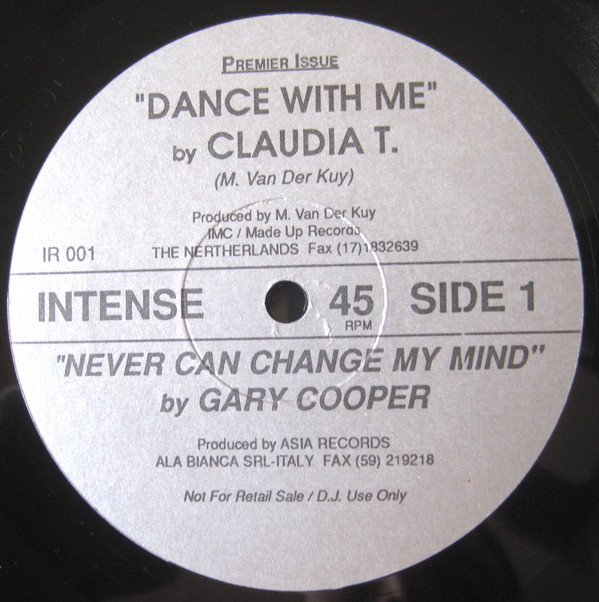 PREMIER ISSUE
"DANCE WITH ME"
by CLAUDIA T.
(M. Van Der Kuy)
Produced by M. Van Der Kuy
IMC / Made Up Records
IR 001 THE NERTHERLANDS Fax (17)1832639
INTENSE 45 RPM SIDE 1
"NEVER CAN CHANGE MY MIND"
by GARY COOPER
Produced by ASIA RECORDS
ALA BIANCA SRL-ITALY FAX (59) 219218
Not For Retail Sale / D.J. Use Only